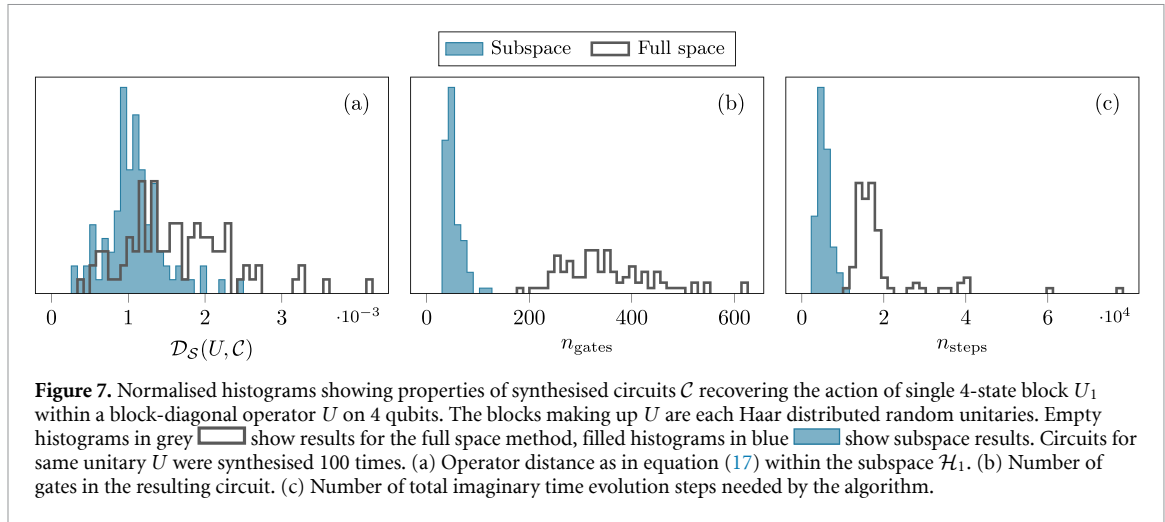 Subspace Full space
(a) (b) (c)
0 1 2 3 ·10⁻³ 0 200 400 600 0 2 4 6 ·10⁴
𝒟_𝒮(U, 𝒞) n_gates n_steps
Figure 7. Normalised histograms showing properties of synthesised circuits 𝒞 recovering the action of single 4-state block U₁
within a block-diagonal operator U on 4 qubits. The blocks making up U are each Haar distributed random unitaries. Empty
histograms in grey show results for the full space method, filled histograms in blue show subspace results. Circuits for
same unitary U were synthesised 100 times. (a) Operator distance as in equation (17) within the subspace ℋ₁. (b) Number of
gates in the resulting circuit. (c) Number of total imaginary time evolution steps needed by the algorithm.